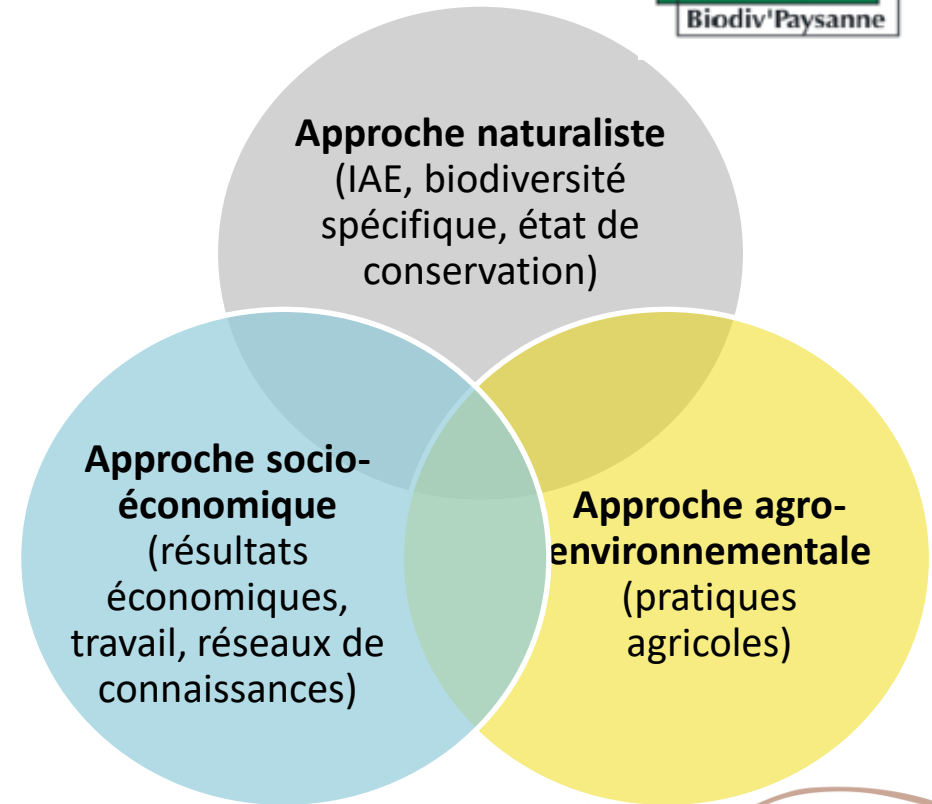 Biodiv'Paysanne
Approche naturaliste
(IAE, biodiversité
spécifique, état de
conservation)
Approche socio-
économique
(résultats
économiques,
travail, réseaux de
connaissances)
Approche agro-
environnementale
(pratiques
agricoles)